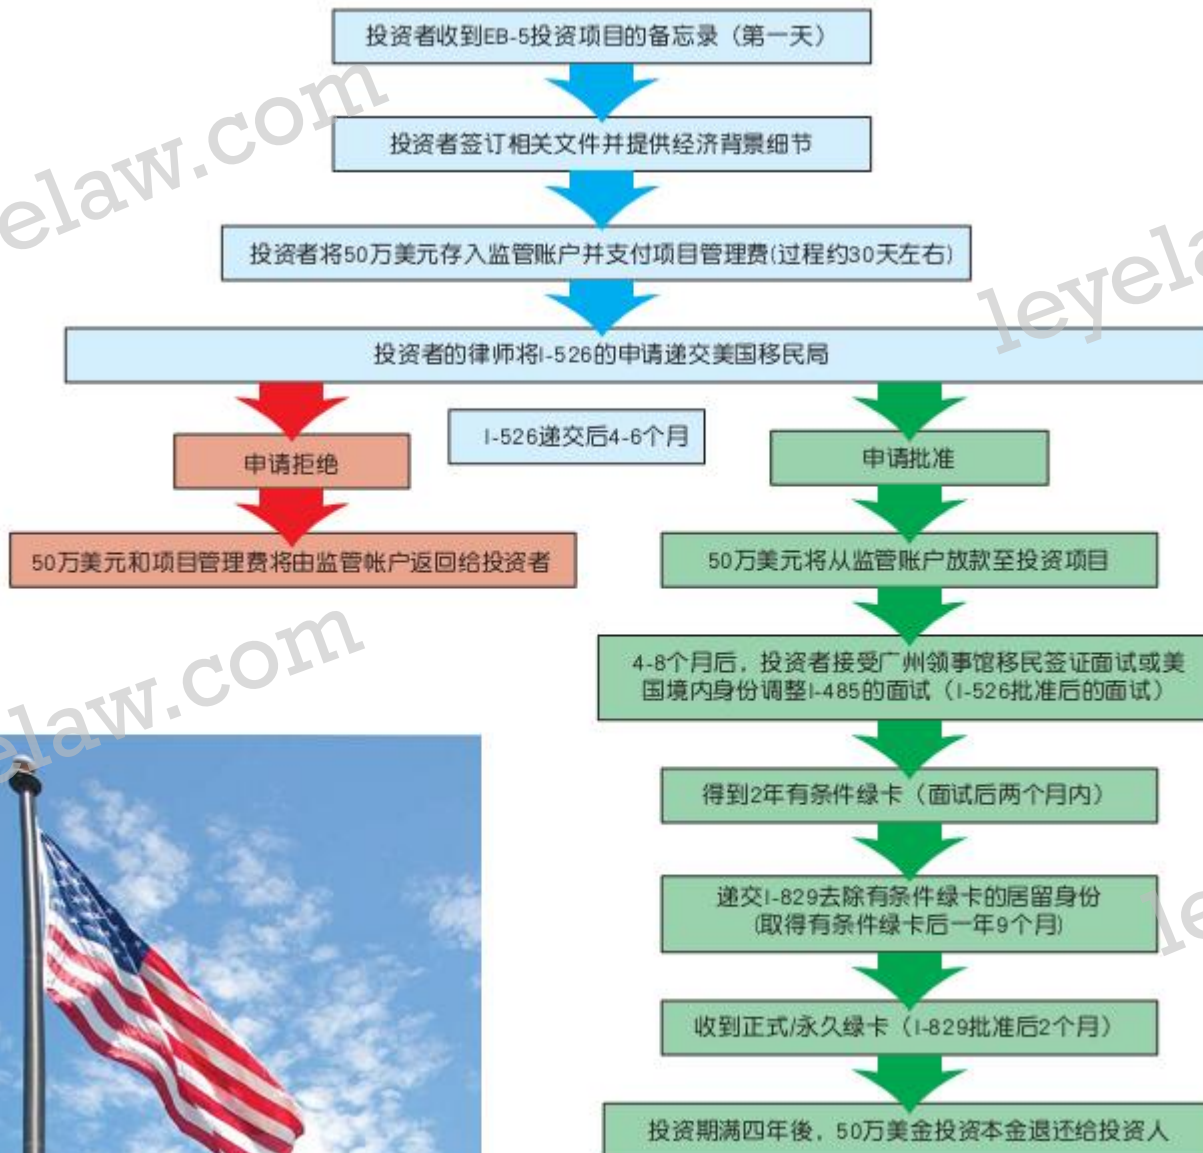 投资者收到EB-5投资项目的备忘录（第一天）
投资者签订相关文件并提供经济背景细节
投资者将50万美元存入监管账户并支付项目管理费(过程约30天左右)
投资者的律师将I-526的申请递交美国移民局
I-526递交后4-6个月
申请拒绝
50万美元和项目管理费将由监管帐户返回给投资者
申请批准
50万美元将从监管账户放款至投资项目
4-8个月后，投资者接受广州领事馆移民签证面试或美
国境内身份调整I-485的面试（I-526批准后的面试）
得到2年有条件绿卡（面试后两个月内）
递交I-829去除有条件绿卡的居留身份
(取得有条件绿卡后一年9个月)
收到正式/永久绿卡（I-829批准后2个月）
投资期满四年後，50万美金投资本金退还给投资人
elaw.com
leyela
elaw.com
le